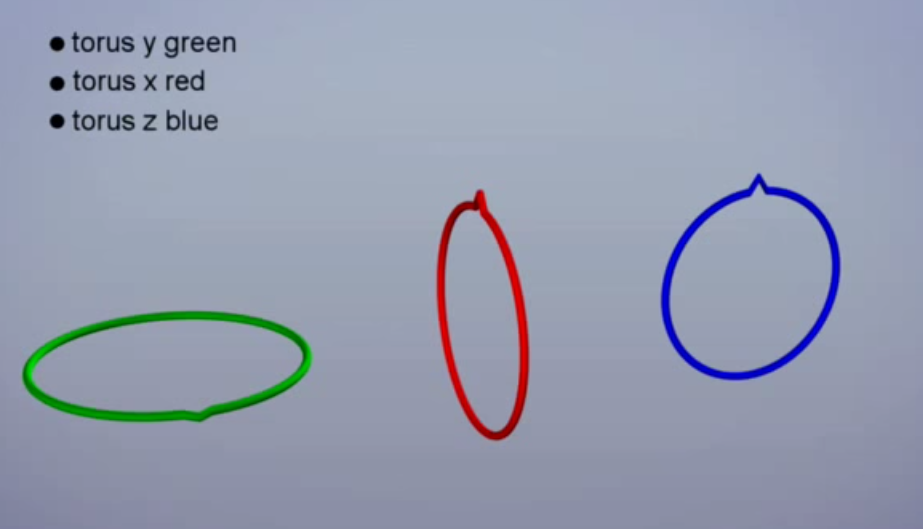 • torus y green
• torus x red
• torus z blue